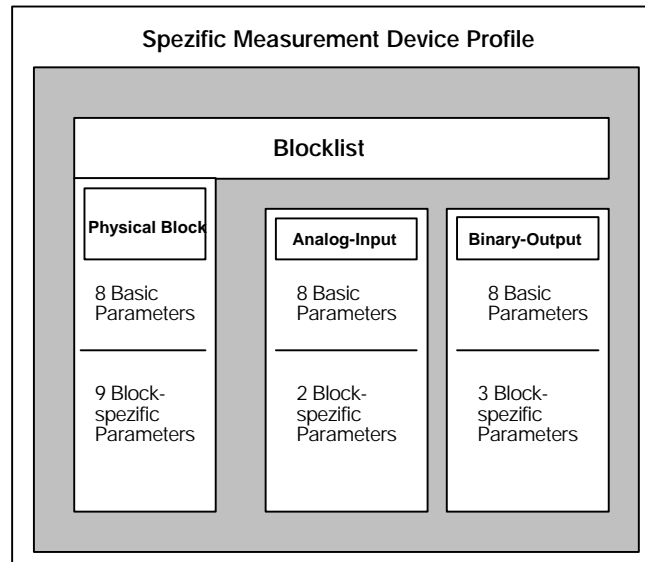 Spezific Measurement Device Profile
Blocklist
Physical Block
8 Basic
Parameters
9 Block-
spezific
Parameters
Analog-Input
8 Basic
Parameters
2 Block-
spezific
Parameters
Binary-Output
8 Basic
Parameters
3 Block-
spezific
Parameters